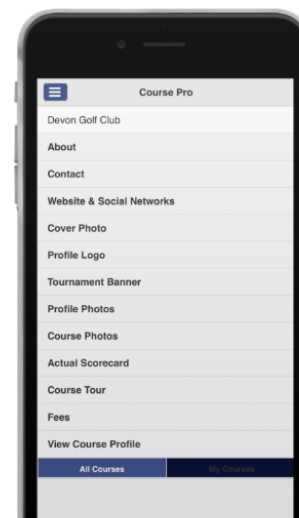 Course Pro
Devon Golf Club
About
Contact
Website & Social Networks
Cover Photo
Profile Logo
Tournament Banner
Profile Photos
Course Photos
Actual Scorecard
Course Tour
Fees
View Course Profile
All Courses My Courses